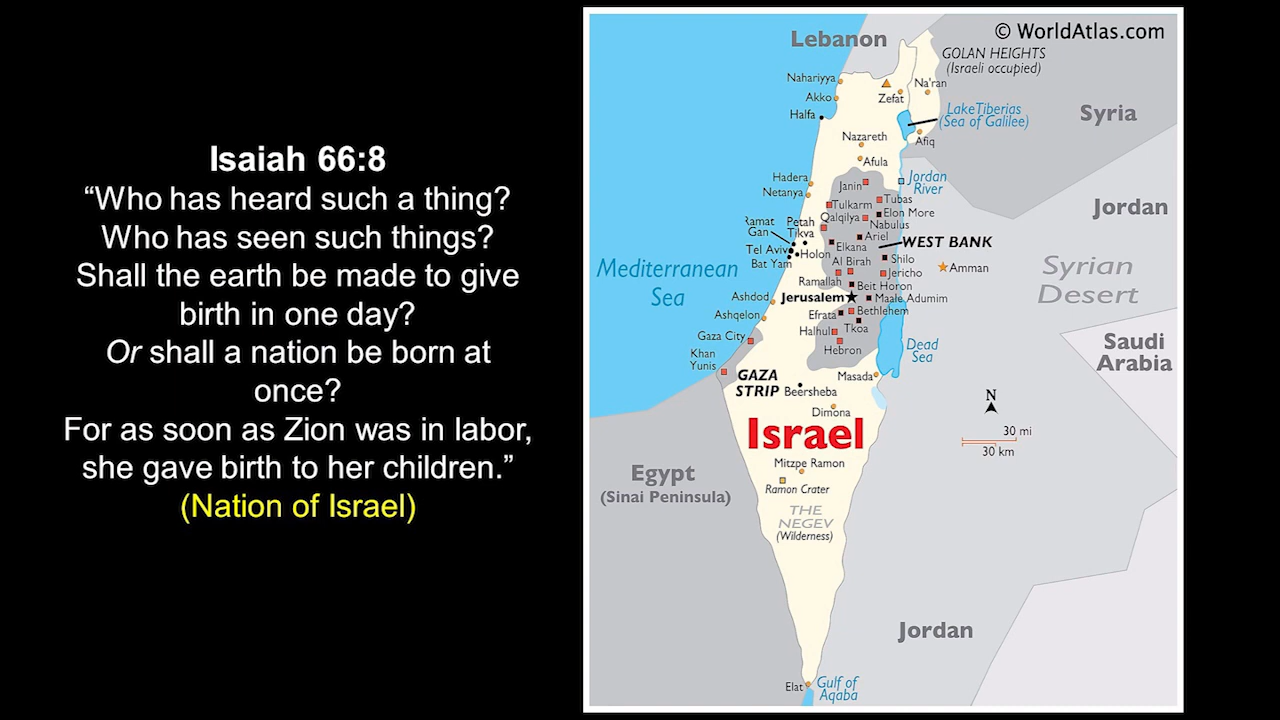 Isaiah 66:8
“Who has heard such a thing?
Who has seen such things?
Shall the earth be made to give
birth in one day?
Or shall a nation be born at
once?
For as soon as Zion was in labor,
she gave birth to her children.”
(Nation of Israel)
© WorldAtlas.com
Lebanon
GOLAN HEIGHTS
(Israeli occupied)
Nahariyya
Na'ran
Akko
Zefat
Haifa
Lake Tiberias
(Sea of Galilee)
Syria
Nazareth
Afiq
Afula
Hadera
Netanya
Janin
Jordan
River
Tulkarm
Tubas
Qalqilya
Elon More
Nabulus
Jordan
Ramat
Gan
Petah
Tikva
Ariel
Elkana
WEST BANK
Tel Aviv
Holon
Bat Yam
Al Birah
Shilo
Jericho
Amman
Syrian
Desert
Mediterranean
Sea
Ramallah
Beit Horon
Ashdod
Jerusalem
Maale Adumim
Ashqelon
Efrata
Bethlehem
Tkoa
Gaza City
Halhul
Hebron
Dead
Sea
Saudi
Arabia
Khan
Yunis
GAZA
STRIP
Masada
Beersheba
Dimona
N
Israel
30 mi
30 km
Egypt
(Sinai Peninsula)
Mitzpe Ramon
Ramon Crater
THE
NEGEV
(Wilderness)
Jordan
Elat
Gulf of
Aqaba